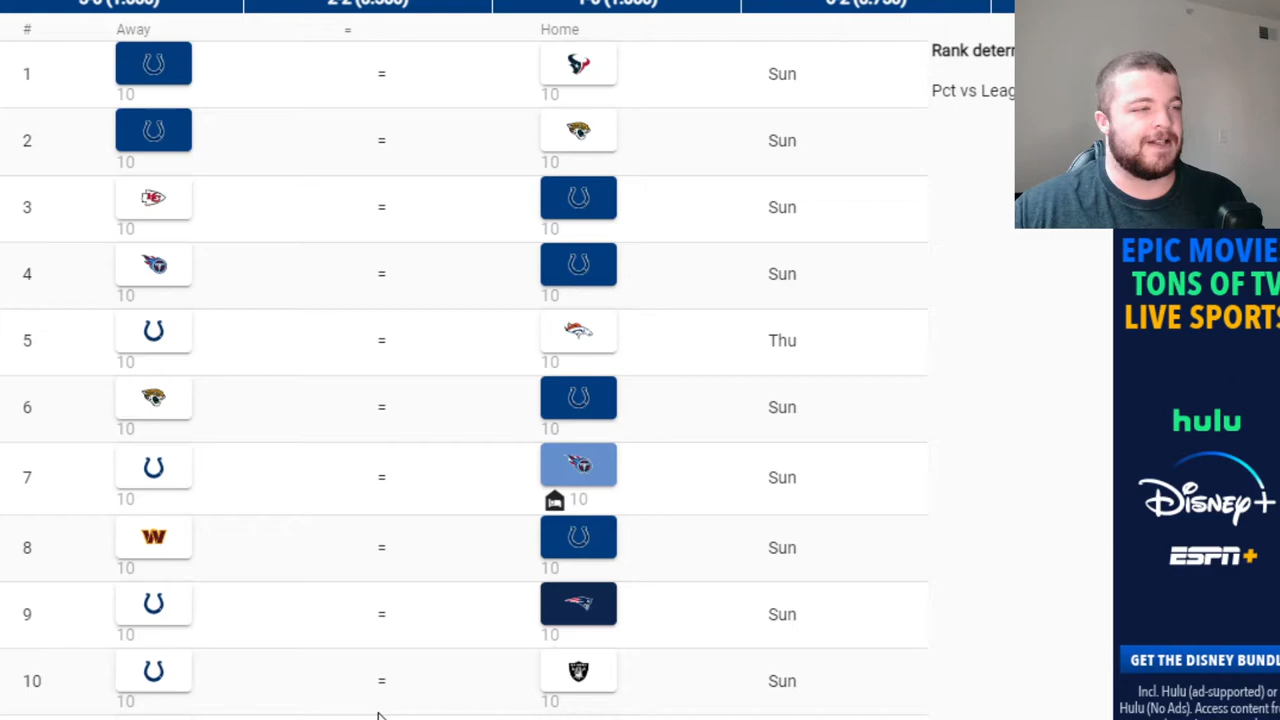 # Away = Home
1 = Sun
10 10
2 = Sun
10 10
3 = Sun
10 10
4 = Sun
10 10
5 = Thu
10 10
6 = Sun
10 10
7 = Sun
10 10
8 = Sun
10 10
9 = Sun
10 10
10 = Sun
10 10
Rank deterr
Pct vs Leag
EPIC MOVIE
TONS OF TV
LIVE SPORTS
hulu
Disney+
ESPN+
GET THE DISNEY BUNDL
Incl. Hulu (ad-supported) or
Hulu (No Ads). Access content from